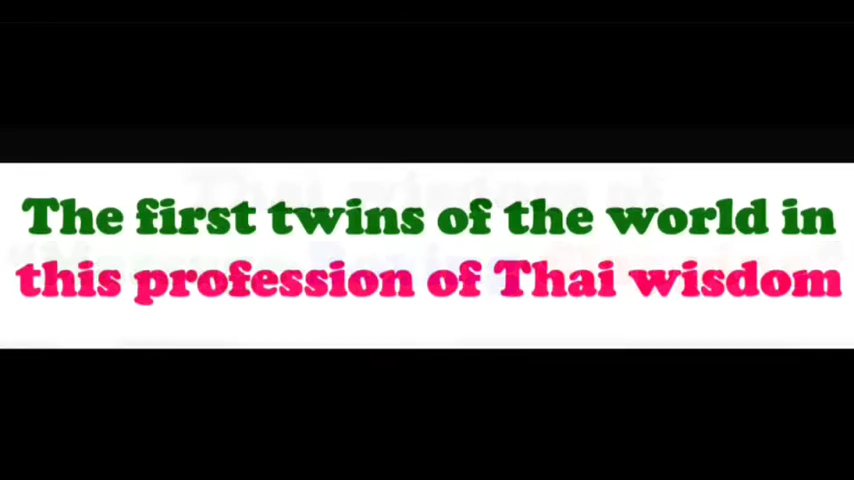 The first twins of the world in
this profession of Thai wisdom